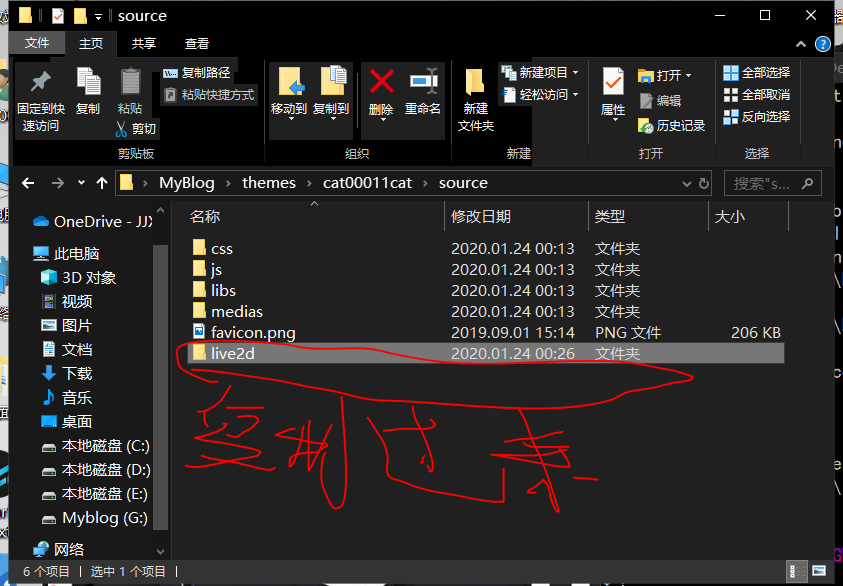 source
文件 主页 共享 查看
固定到快速访问 复制 粘贴 复制路径 粘贴快捷方式 剪切
移动到 复制到 删除 重命名
新建文件夹 新建项目 轻松访问
属性 打开 编辑 历史记录
全部选择 全部取消 反向选择
剪贴板 组织 新建 打开 选择
MyBlog themes cat00011cat source 搜索"s...
名称 修改日期 类型 大小
OneDrive - JJX
此电脑
3D 对象
视频
图片
文档
下载
音乐
桌面
本地磁盘 (C:)
本地磁盘 (D:)
本地磁盘 (E:)
Myblog (G:)
网络
css 2020.01.24 00:13 文件夹
js 2020.01.24 00:13 文件夹
libs 2020.01.24 00:13 文件夹
medias 2020.01.24 00:13 文件夹
favicon.png 2019.09.01 15:14 PNG 文件 206 KB
live2d 2020.01.24 00:26 文件夹
6 个项目 选中 1 个项目